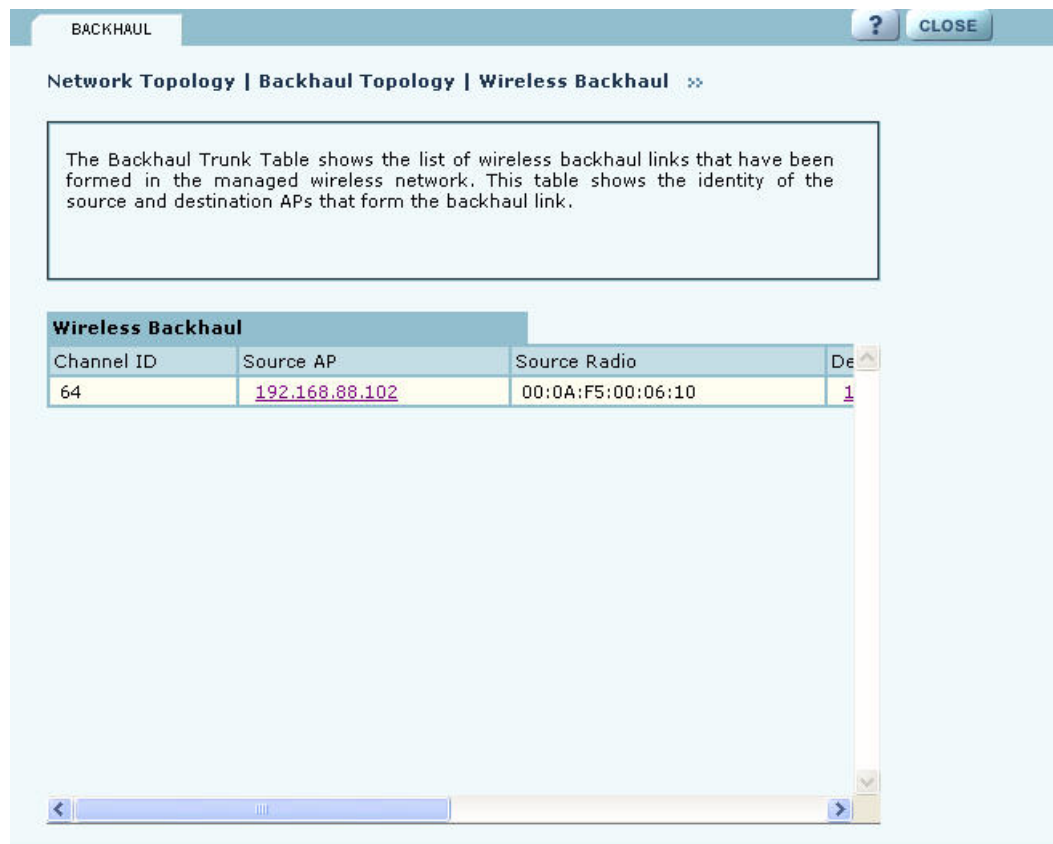 BACKHAUL
? CLOSE
Network Topology | Backhaul Topology | Wireless Backhaul »
The Backhaul Trunk Table shows the list of wireless backhaul links that have been
formed in the managed wireless network. This table shows the identity of the
source and destination APs that form the backhaul link.
Wireless Backhaul
Channel ID Source AP Source Radio De
64 192.168.88.102 00:0A:F5:00:06:10 1